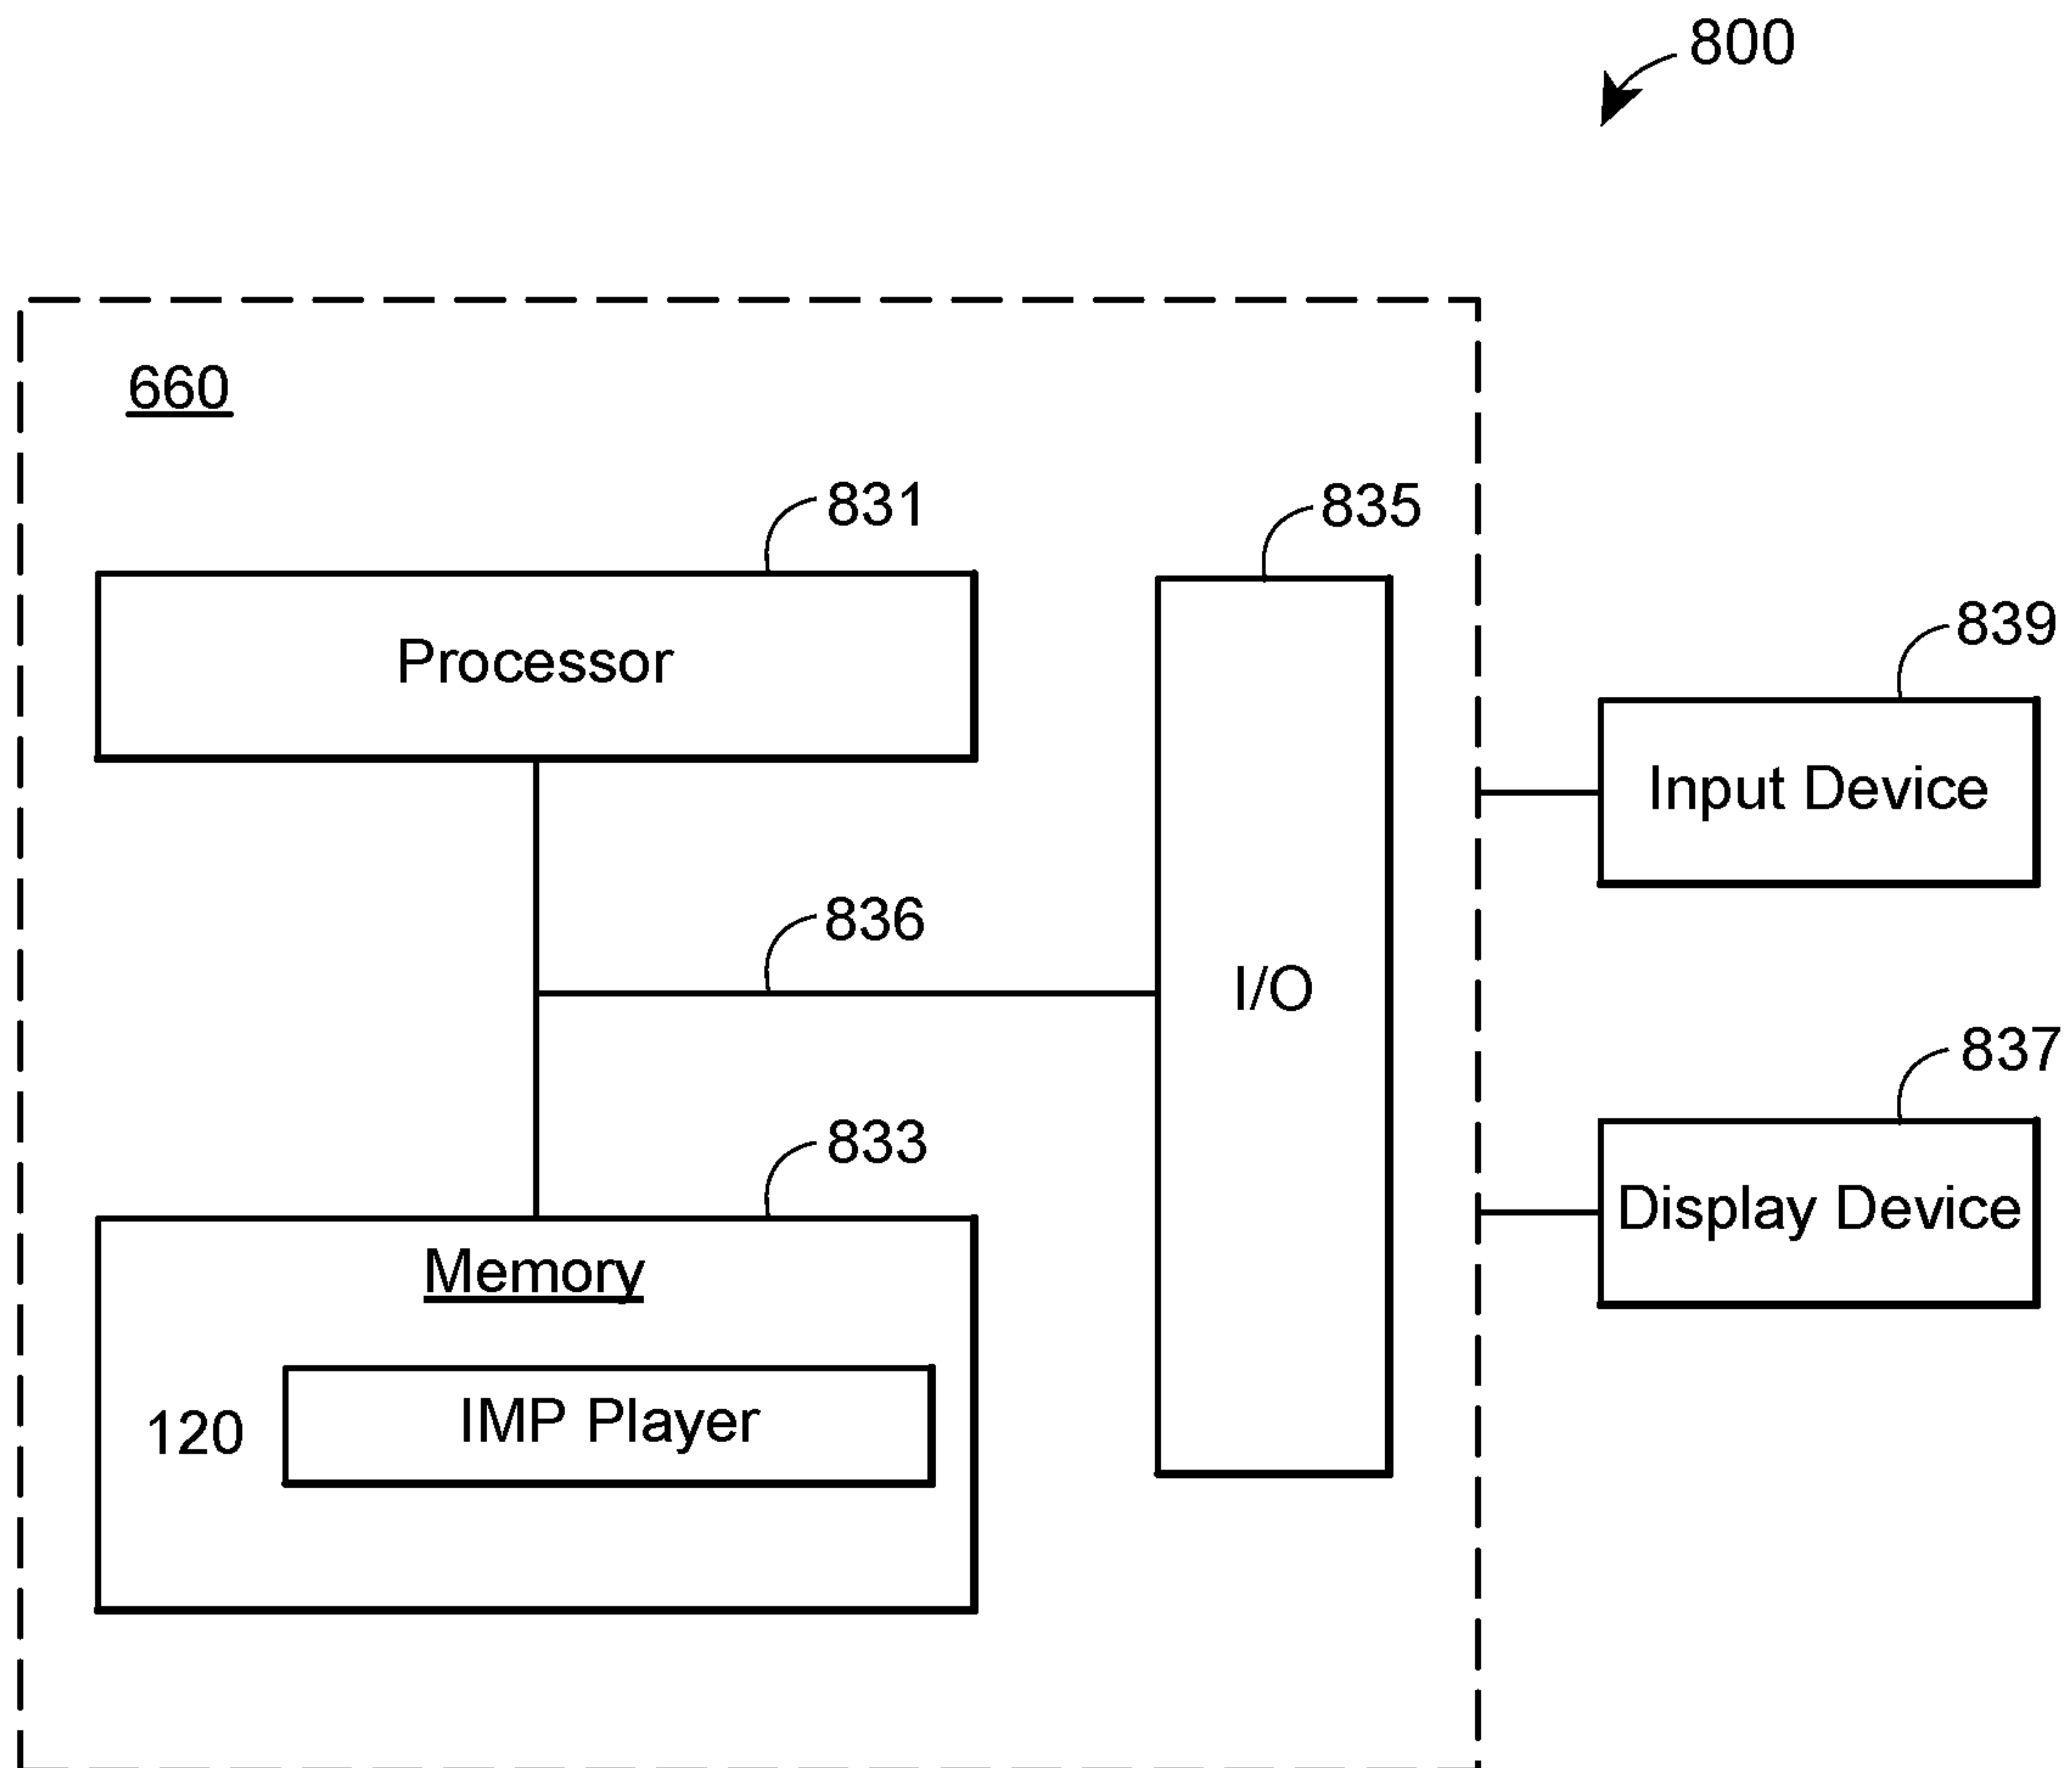 800
660
831
835
Processor
839
Input Device
836
I/O
837
833
Display Device
Memory
120
IMP Player